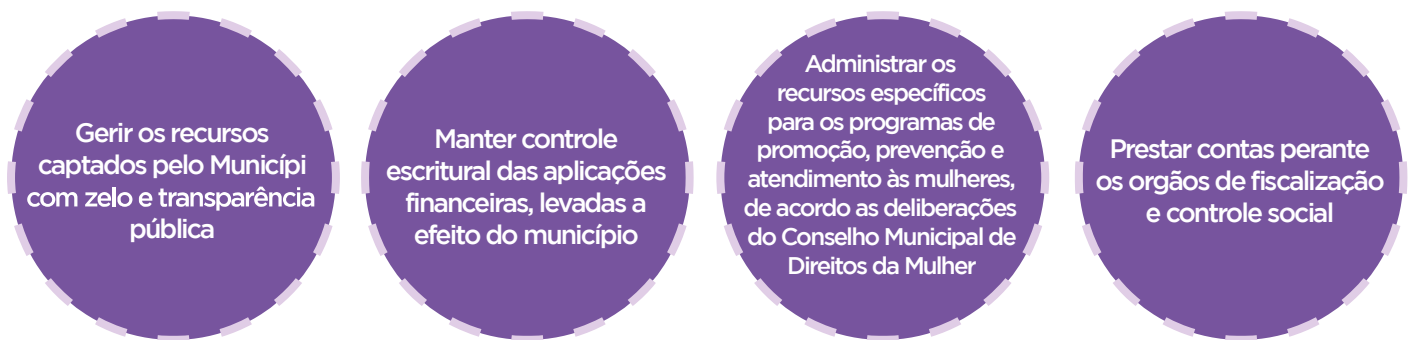 Gerir os recursos
captados pelo Municípi
com zelo e transparência
pública
Manter controle
escritural das aplicações
financeiras, levadas a
efeito do município
Administrar os
recursos específicos
para os programas de
promoção, prevenção e
atendimento às mulheres,
de acordo as deliberações
do Conselho Municipal de
Direitos da Mulher
Prestar contas perante
os orgãos de fiscalização
e controle social